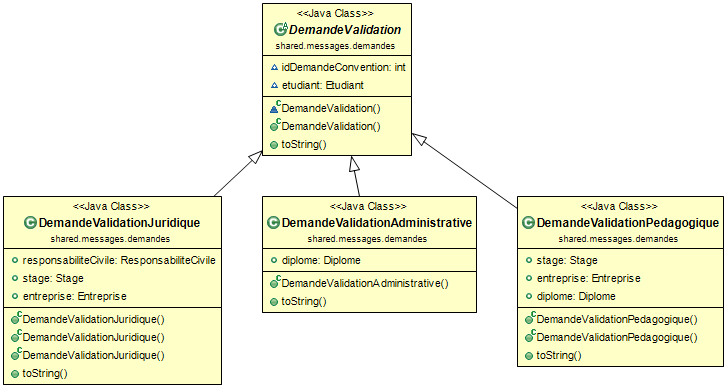 <<Java Class>>
DemandeValidation
shared.messages.demandes
idDemandeConvention: int
etudiant: Etudiant
DemandeValidation()
DemandeValidation()
toString()
<<Java Class>>
DemandeValidationJuridique
shared.messages.demandes
responsabiliteCivile: ResponsabiliteCivile
stage: Stage
entreprise: Entreprise
DemandeValidationJuridique()
DemandeValidationJuridique()
DemandeValidationJuridique()
toString()
<<Java Class>>
DemandeValidationAdministrative
shared.messages.demandes
diplome: Diplome
DemandeValidationAdministrative()
toString()
<<Java Class>>
DemandeValidationPedagogique
shared.messages.demandes
stage: Stage
entreprise: Entreprise
diplome: Diplome
DemandeValidationPedagogique()
DemandeValidationPedagogique()
toString()